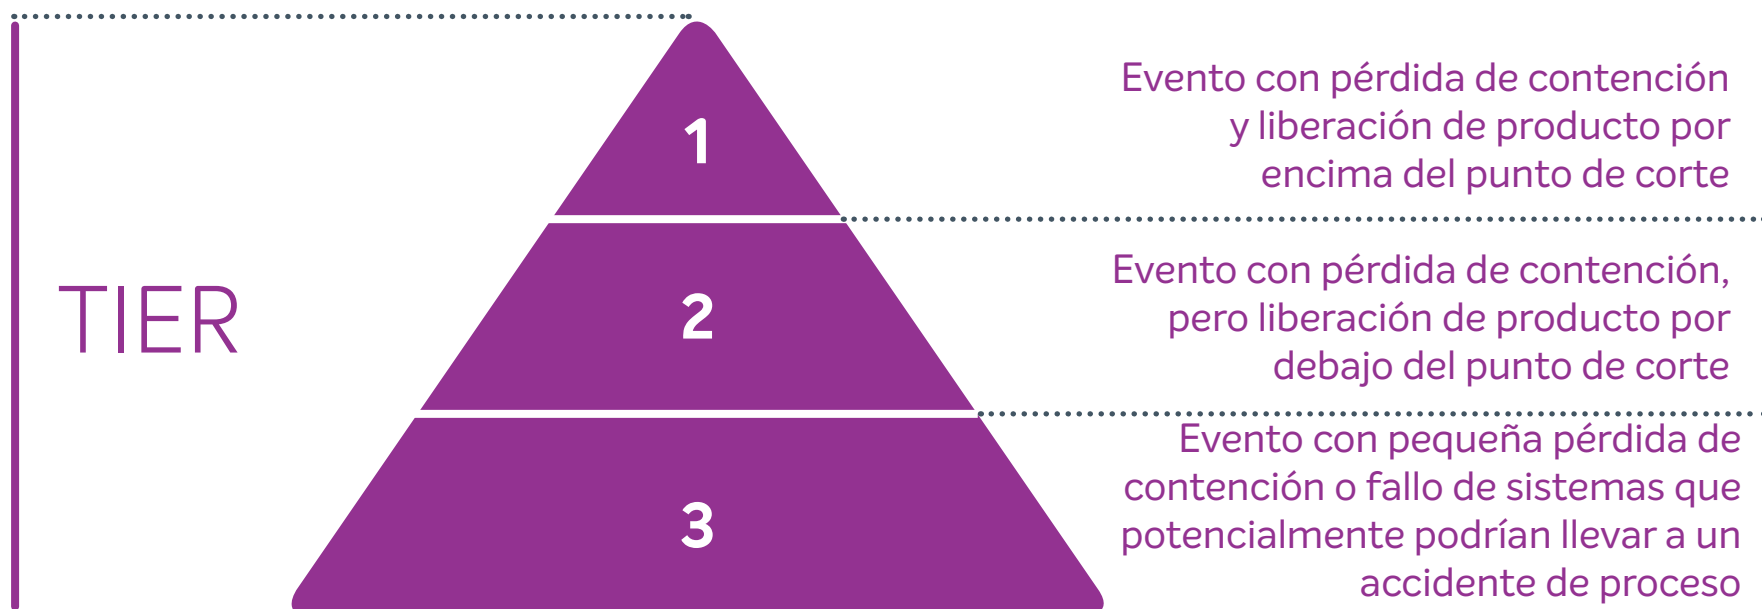 TIER
1
Evento con pérdida de contención
y liberación de producto por
encima del punto de corte
2
Evento con pérdida de contención,
pero liberación de producto por
debajo del punto de corte
3
Evento con pequeña pérdida de
contención o fallo de sistemas que
potencialmente podrían llevar a un
accidente de proceso